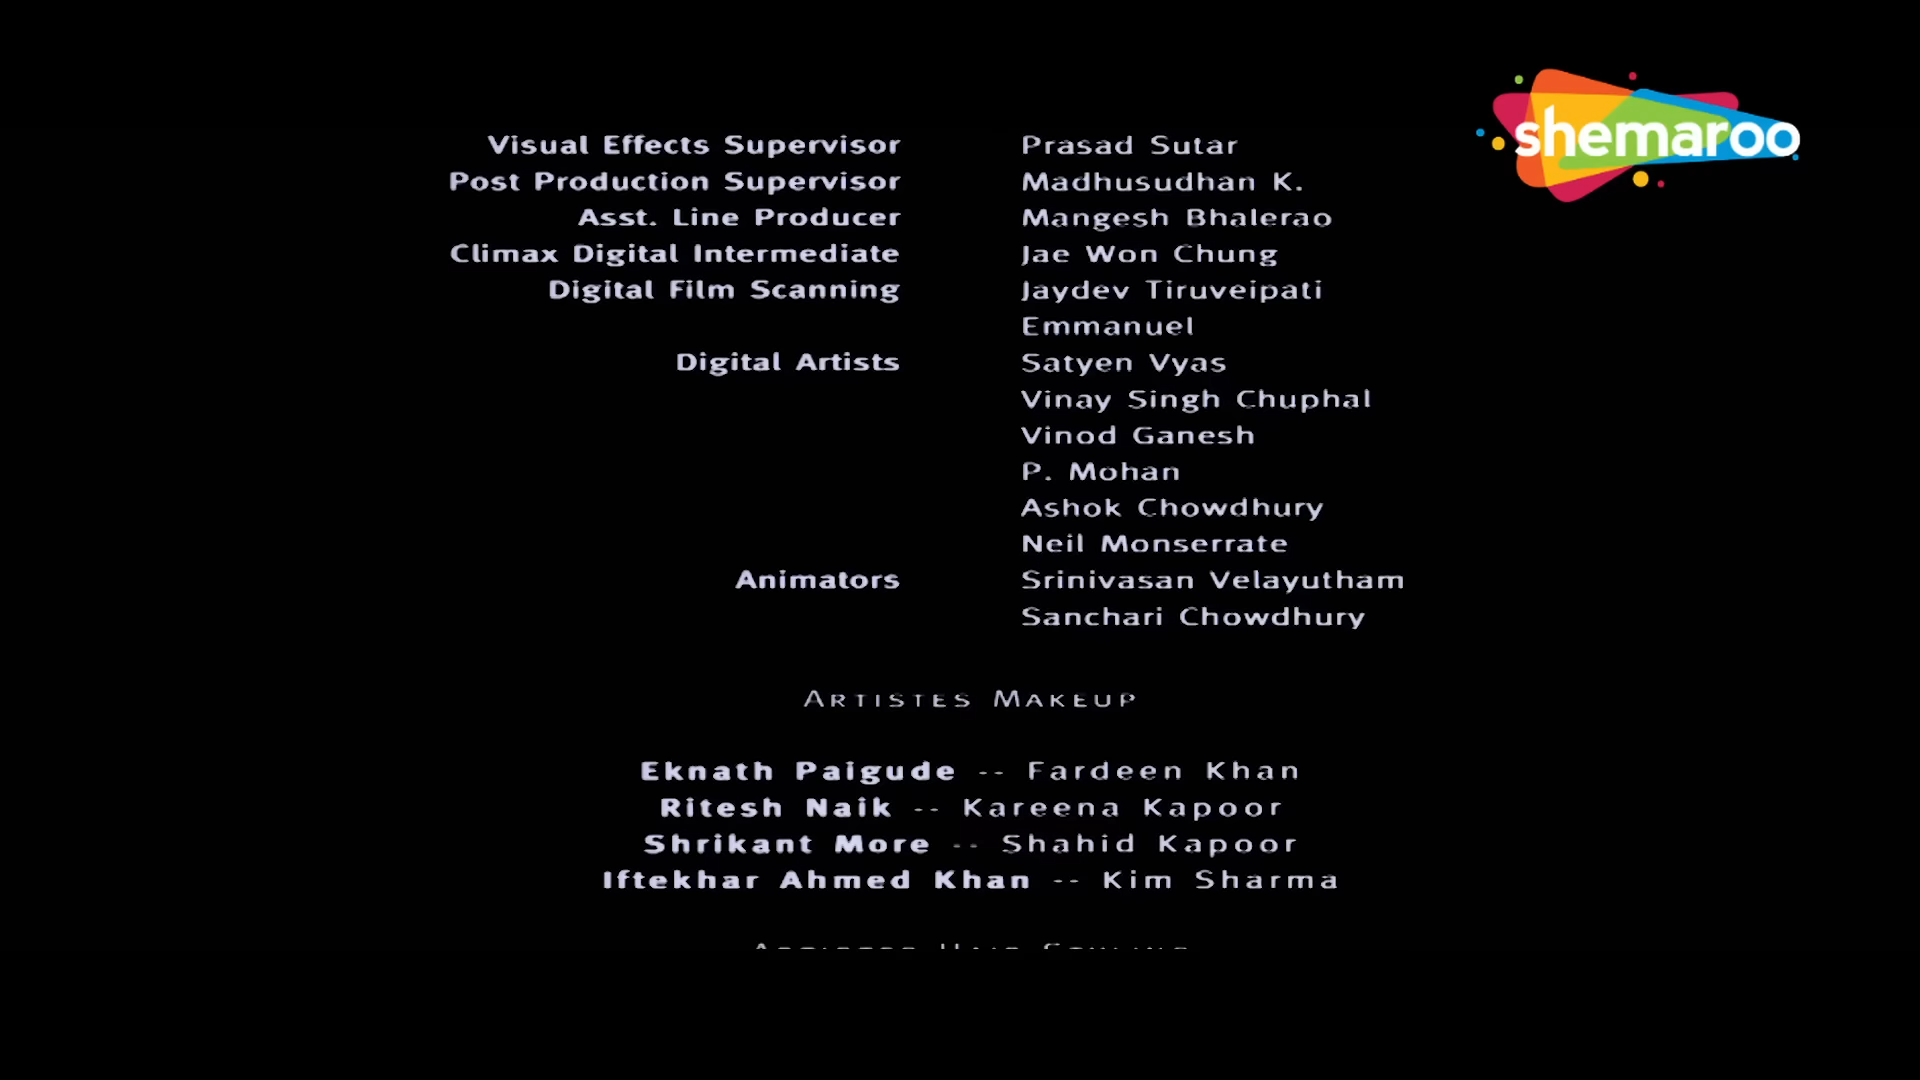 shemaroo
Visual Effects Supervisor Prasad Sutar
Post Production Supervisor Madhusudhan K.
Asst. Line Producer Mangesh Bhalerao
Climax Digital Intermediate Jae Won Chung
Digital Film Scanning Jaydev Tiruveipati
Emmanuel
Digital Artists Satyen Vyas
Vinay Singh Chuphal
Vinod Ganesh
P. Mohan
Ashok Chowdhury
Neil Monserrate
Animators Srinivasan Velayutham
Sanchari Chowdhury
ARTISTES MAKEUP
Eknath Paigude -- Fardeen Khan
Ritesh Naik -- Kareena Kapoor
Shrikant More -- Shahid Kapoor
Iftekhar Ahmed Khan -- Kim Sharma